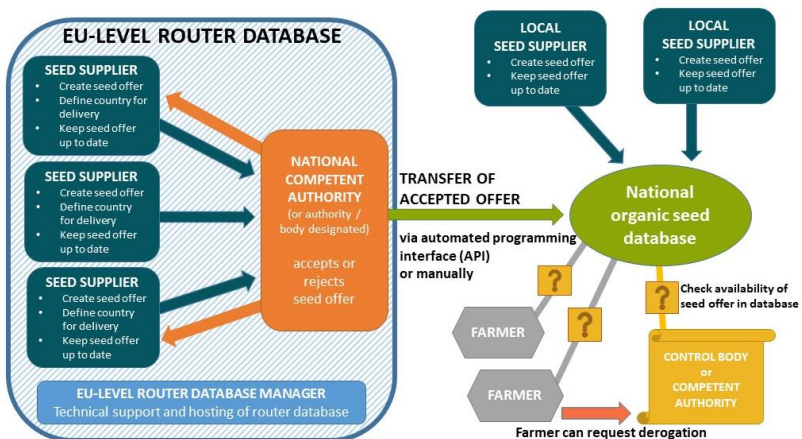 EU-LEVEL ROUTER DATABASE
SEED SUPPLIER
• Create seed offer
• Define country for
delivery
• Keep seed offer
up to date
SEED SUPPLIER
• Create seed offer
• Define country
for delivery
• Keep seed offer
up to date
SEED SUPPLIER
• Create seed offer
• Define country
for delivery
• Keep seed offer
up to date
NATIONAL
COMPETENT
AUTHORITY
(or authority /
body designated)
accepts or
rejects
seed offer
EU-LEVEL ROUTER DATABASE MANAGER
Technical support and hosting of router database
TRANSFER OF
ACCEPTED OFFER
via automated programming
interface (API)
or manually
LOCAL
SEED SUPPLIER
• Create seed offer
• Keep seed offer
up to date
LOCAL
SEED SUPPLIER
• Create seed offer
• Keep seed offer
up to date
National
organic seed
database
?
?
?
Check availability of
seed offer in database
FARMER
FARMER
CONTROL BODY
or
COMPETENT
AUTHORITY
Farmer can request derogation